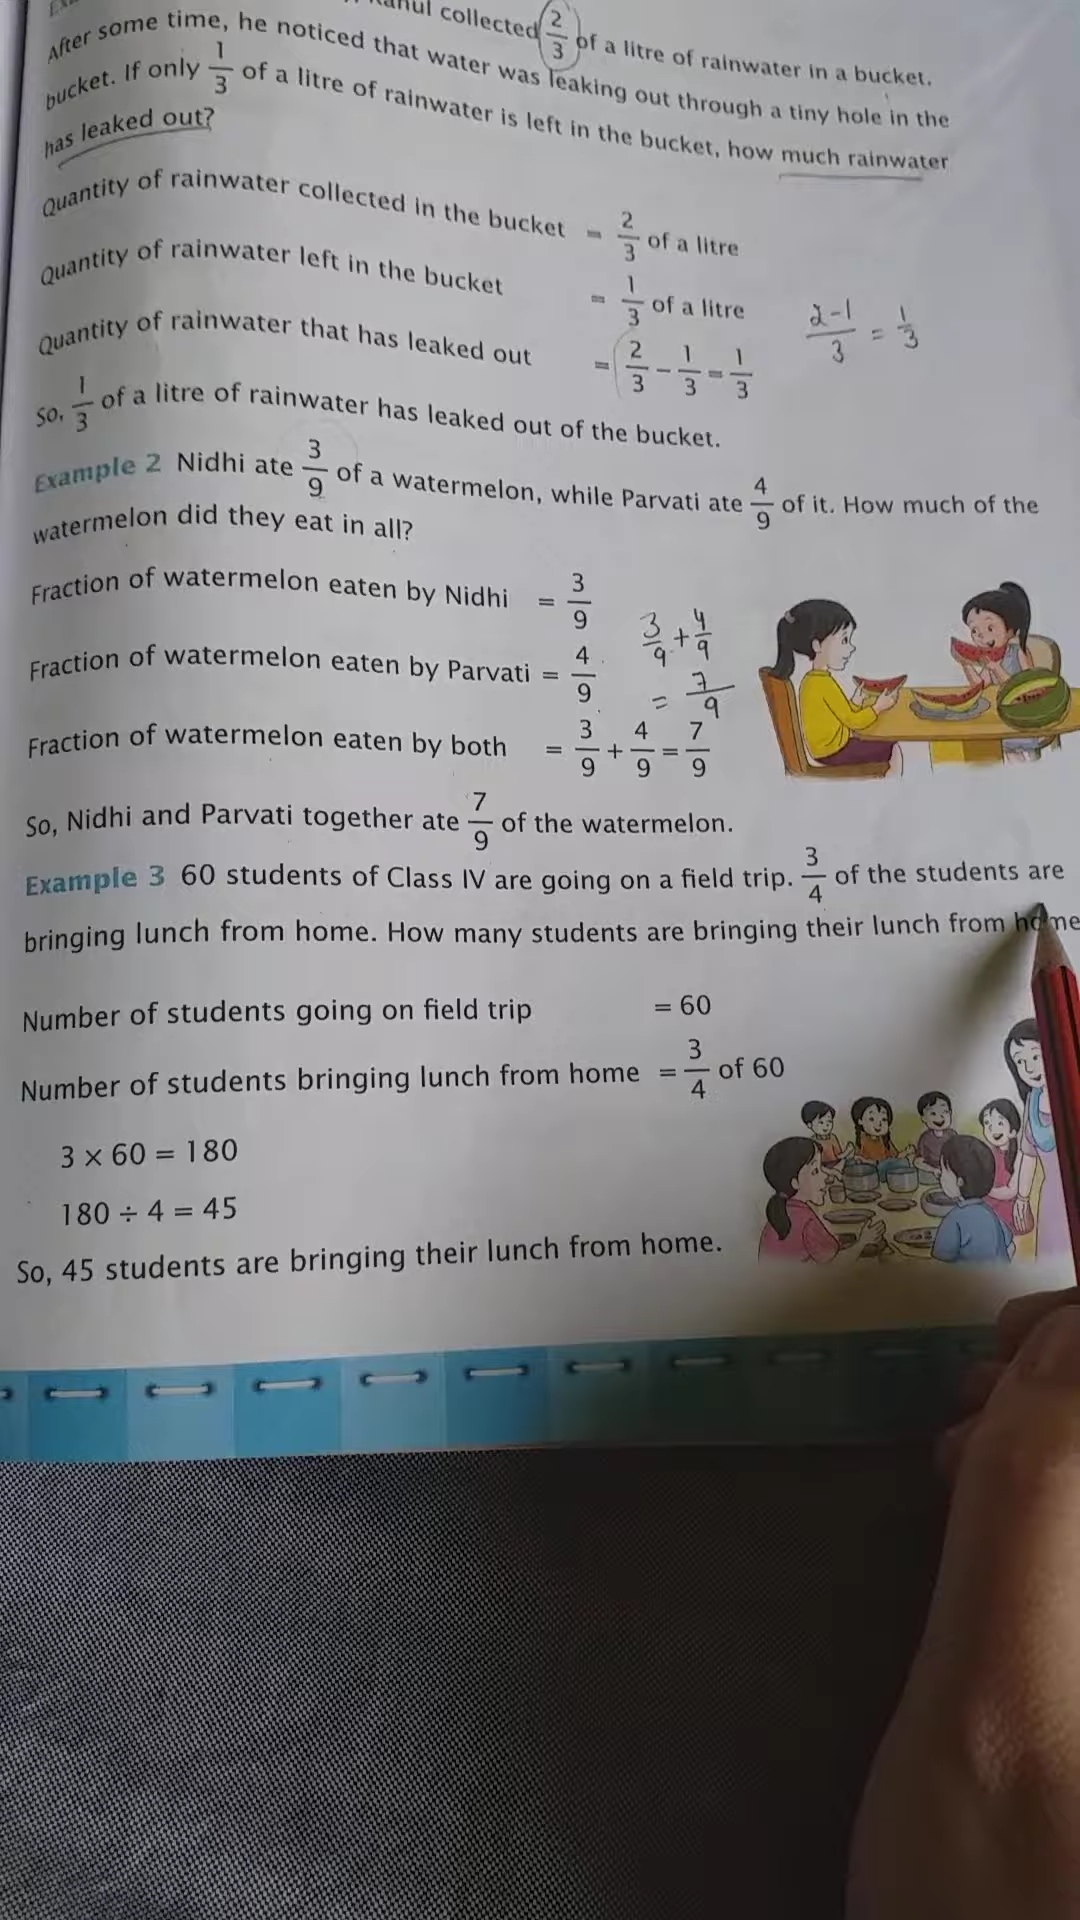 collected 2/3 of a litre of rainwater in a bucket.
After some time, he noticed that water was leaking out through a tiny hole in the
bucket. If only 1/3 of a litre of rainwater is left in the bucket, how much rainwater
has leaked out?
Quantity of rainwater collected in the bucket = 2/3 of a litre
Quantity of rainwater left in the bucket = 1/3 of a litre
2-1/3 = 1/3
Quantity of rainwater that has leaked out = 2/3 - 1/3 = 1/3
So, 1/3 of a litre of rainwater has leaked out of the bucket.
Example 2 Nidhi ate 3/9 of a watermelon, while Parvati ate 4/9 of it. How much of the
watermelon did they eat in all?
Fraction of watermelon eaten by Nidhi = 3/9
3/9 + 4/9
Fraction of watermelon eaten by Parvati = 4/9
= 7/9
Fraction of watermelon eaten by both = 3/9 + 4/9 = 7/9
So, Nidhi and Parvati together ate 7/9 of the watermelon.
Example 3 60 students of Class IV are going on a field trip. 3/4 of the students are
bringing lunch from home. How many students are bringing their lunch from home
Number of students going on field trip = 60
Number of students bringing lunch from home = 3/4 of 60
3 × 60 = 180
180 ÷ 4 = 45
So, 45 students are bringing their lunch from home.